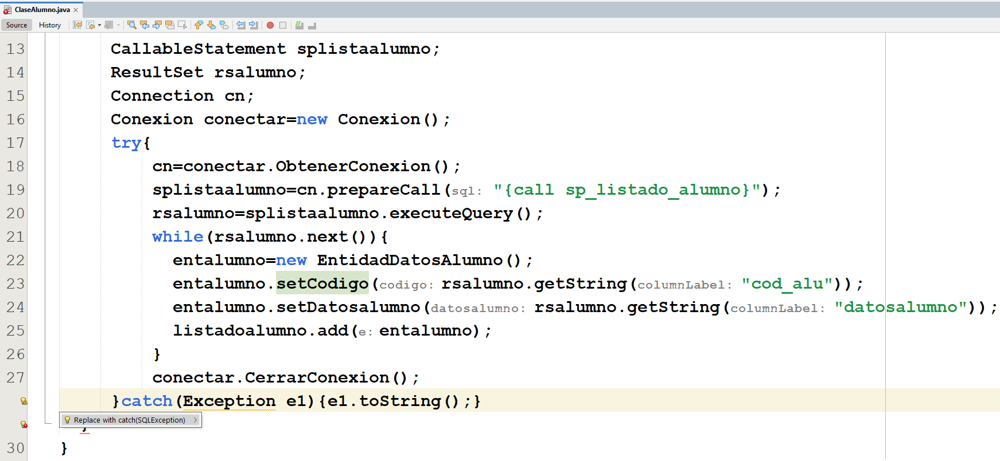 ClaseAlumno.java
Source History
13 CallableStatement splistaalumno;
14 ResultSet rsalumno;
15 Connection cn;
16 Conexion conectar=new Conexion();
17 try{
18 cn=conectar.ObtenerConexion();
19 splistaalumno=cn.prepareCall(sql: "{call sp_listado_alumno}");
20 rsalumno=splistaalumno.executeQuery();
21 while(rsalumno.next()){
22 entalumno=new EntidadDatosAlumno();
23 entalumno.setCodigo(codigo: rsalumno.getString(columnLabel: "cod_alu"));
24 entalumno.setDatosalumno(datosalumno: rsalumno.getString(columnLabel: "datosalumno"));
25 listadoalumno.add(e: entalumno);
26 }
27 conectar.CerrarConexion();
}catch(Exception e1){e1.toString();}
Replace with catch(SQLException)
}
30 }